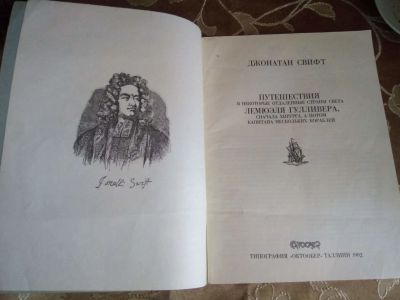 Jonath: Swift
ДЖОНАТАН СВИФТ
ПУТЕШЕСТВИЯ
В НЕКОТОРЫЕ ОТДАЛЕННЫЕ СТРАНЫ СВЕТА
ЛЕМЮЭЛЯ ГУЛЛИВЕРА,
СНАЧАЛА ХИРУРГА, А ПОТОМ
КАПИТАНА НЕСКОЛЬКИХ КОРАБЛЕЙ
ТИПОГРАФИЯ «ОКТООБЕР» ТАЛЛИНН 1992